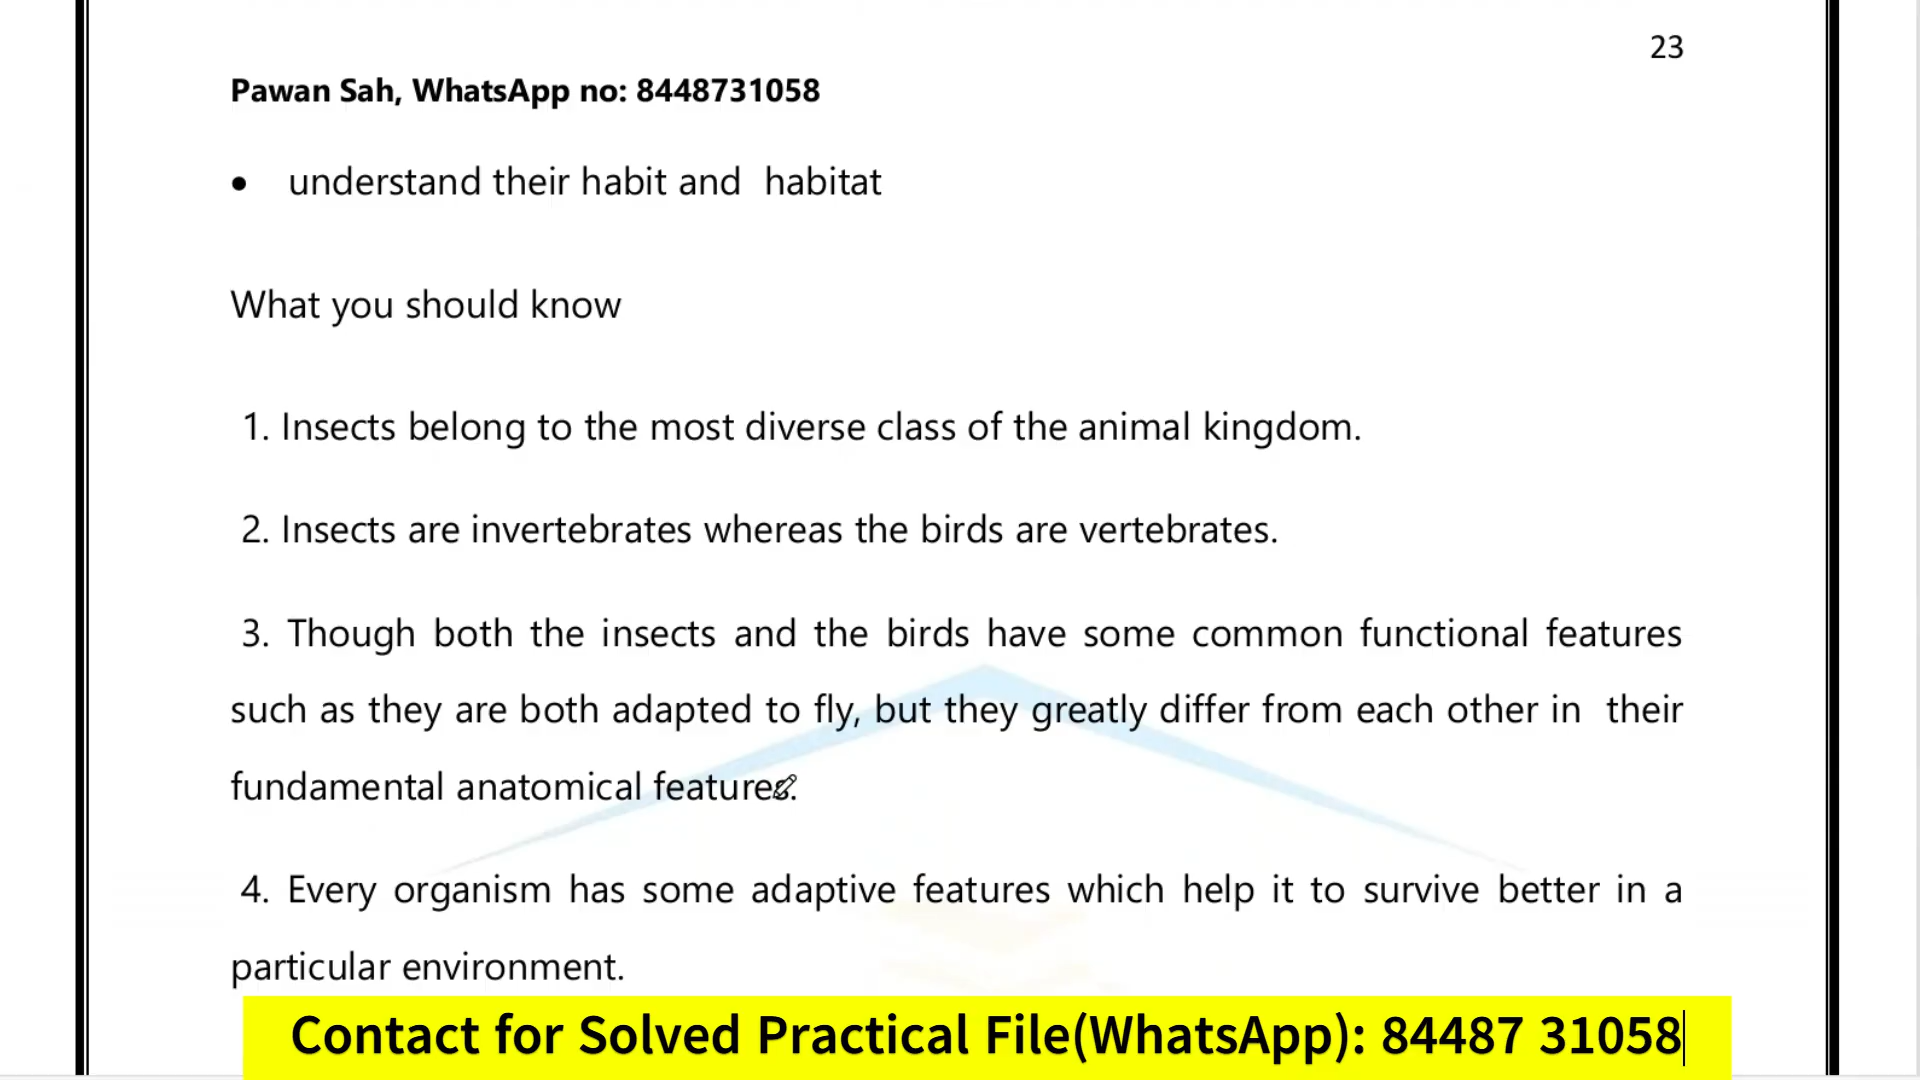 23
Pawan Sah, WhatsApp no: 8448731058
• understand their habit and habitat
What you should know
1. Insects belong to the most diverse class of the animal kingdom.
2. Insects are invertebrates whereas the birds are vertebrates.
3. Though both the insects and the birds have some common functional features
such as they are both adapted to fly, but they greatly differ from each other in their
fundamental anatomical features.
4. Every organism has some adaptive features which help it to survive better in a
particular environment.
Contact for Solved Practical File(WhatsApp): 84487 31058